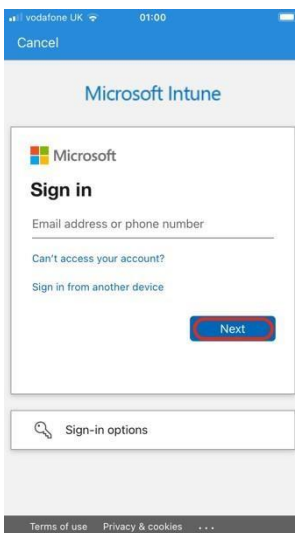 vodafone UK 01:00
Cancel
Microsoft Intune
Microsoft
Sign in
Email address or phone number
Can't access your account?
Sign in from another device
Next
Sign-in options
Terms of use Privacy & cookies ...